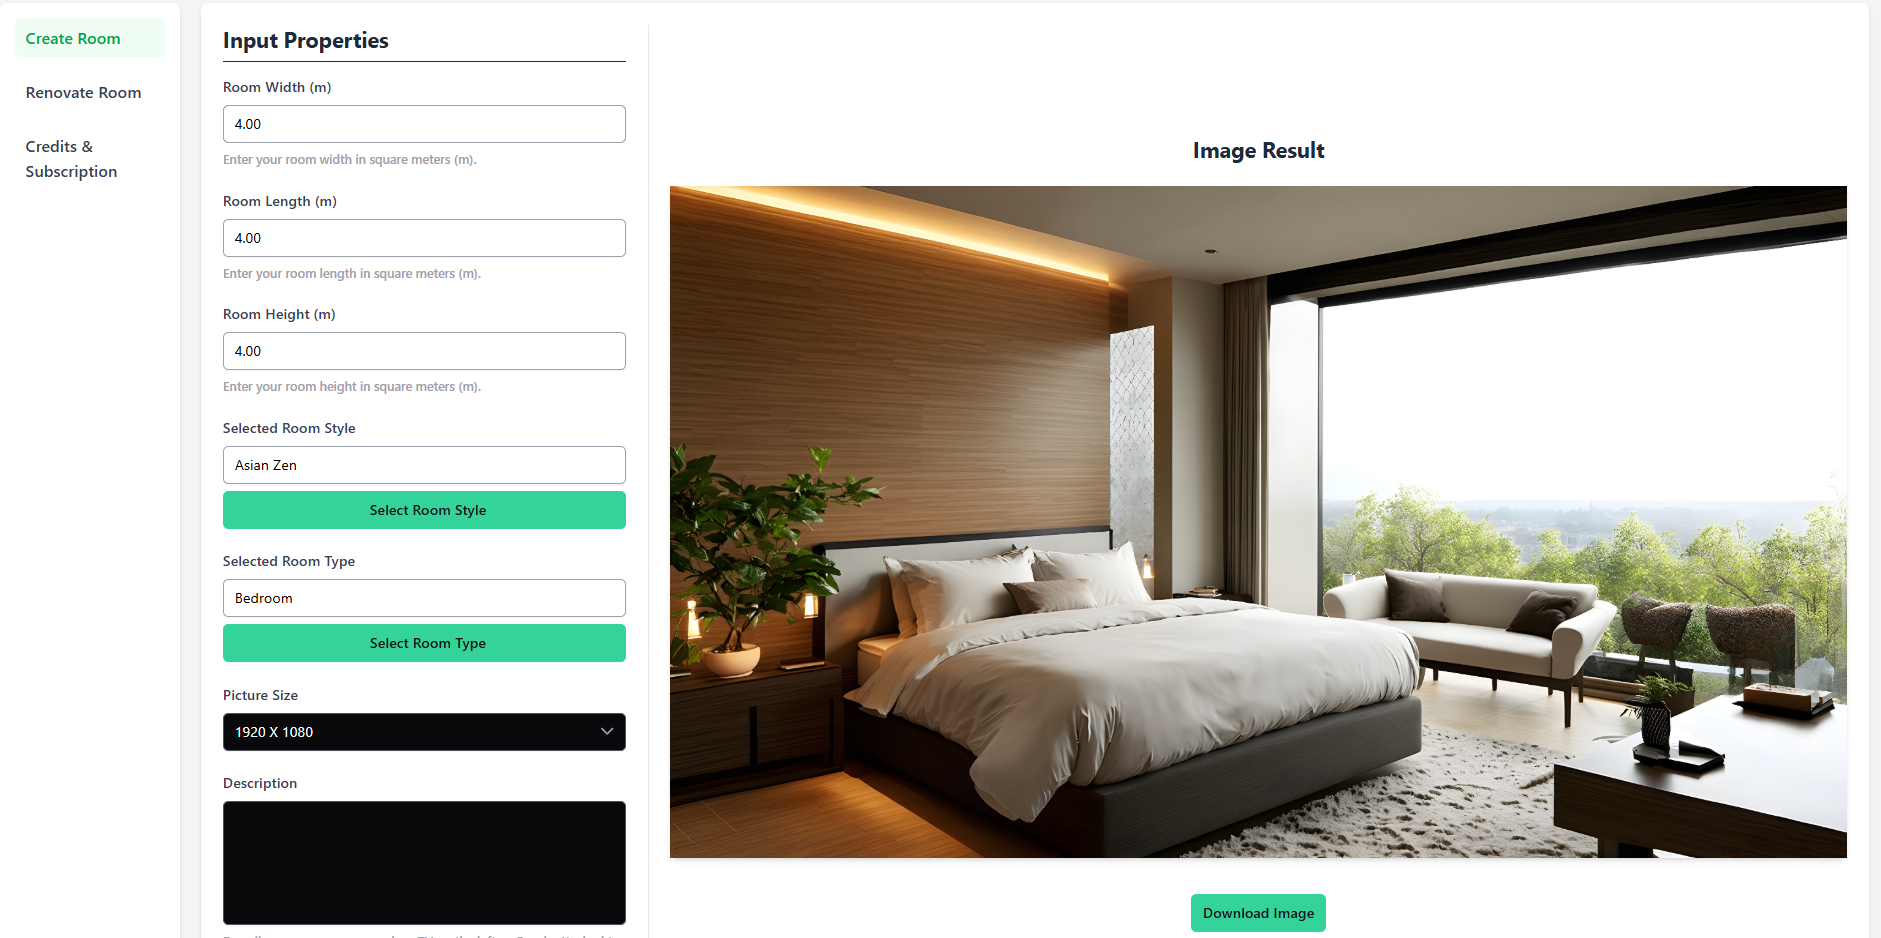 Create Room
Renovate Room
Credits &
Subscription
Input Properties
Room Width (m)
4.00
Enter your room width in square meters (m).
Room Length (m)
4.00
Enter your room length in square meters (m).
Room Height (m)
4.00
Enter your room height in square meters (m).
Selected Room Style
Asian Zen
Select Room Style
Selected Room Type
Bedroom
Select Room Type
Picture Size
1920 X 1080
Description
Image Result
Download Image